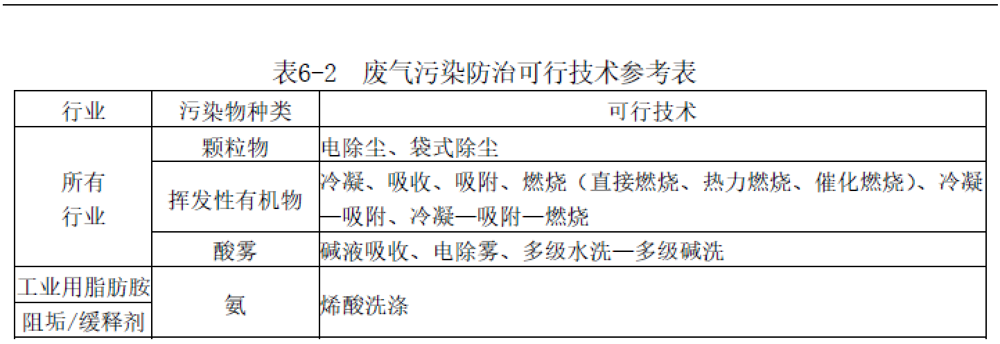 表6-2 废气污染防治可行技术参考表
行业 污染物种类 可行技术
所有
行业
颗粒物 电除尘、袋式除尘
挥发性有机物 冷凝、吸收、吸附、燃烧（直接燃烧、热力燃烧、催化燃烧）、冷凝
—吸附、冷凝—吸附—燃烧
酸雾 碱液吸收、电除雾、多级水洗—多级碱洗
工业用脂肪胺
阻垢/缓释剂
氨 烯酸洗涤